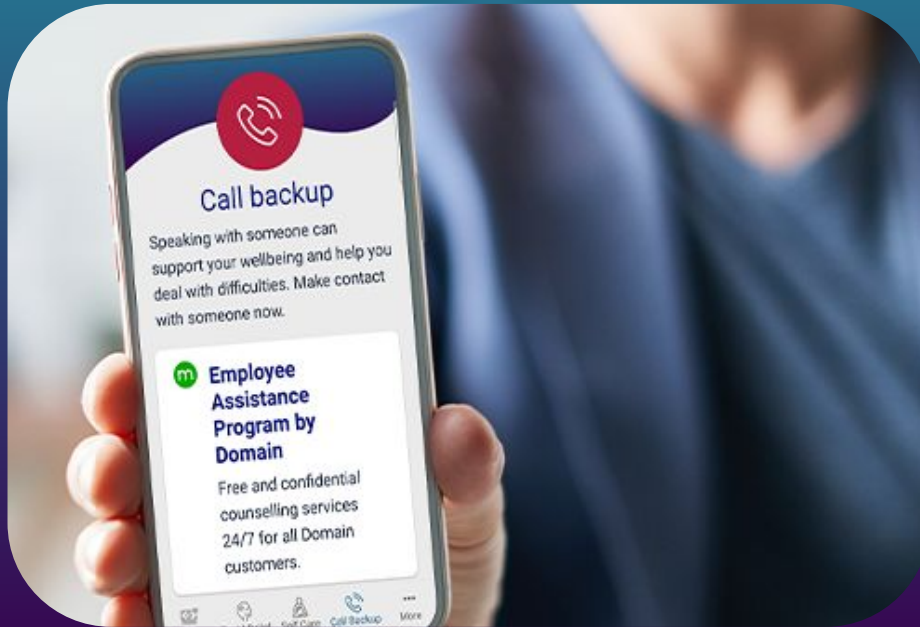 Call backup
Speaking with someone can
support your wellbeing and help you
deal with difficulties. Make contact
with someone now.
m
Employee
Assistance
Program by
Domain
Free and confidential
counselling services
24/7 for all Domain
customers.
Self Care Call Backup More